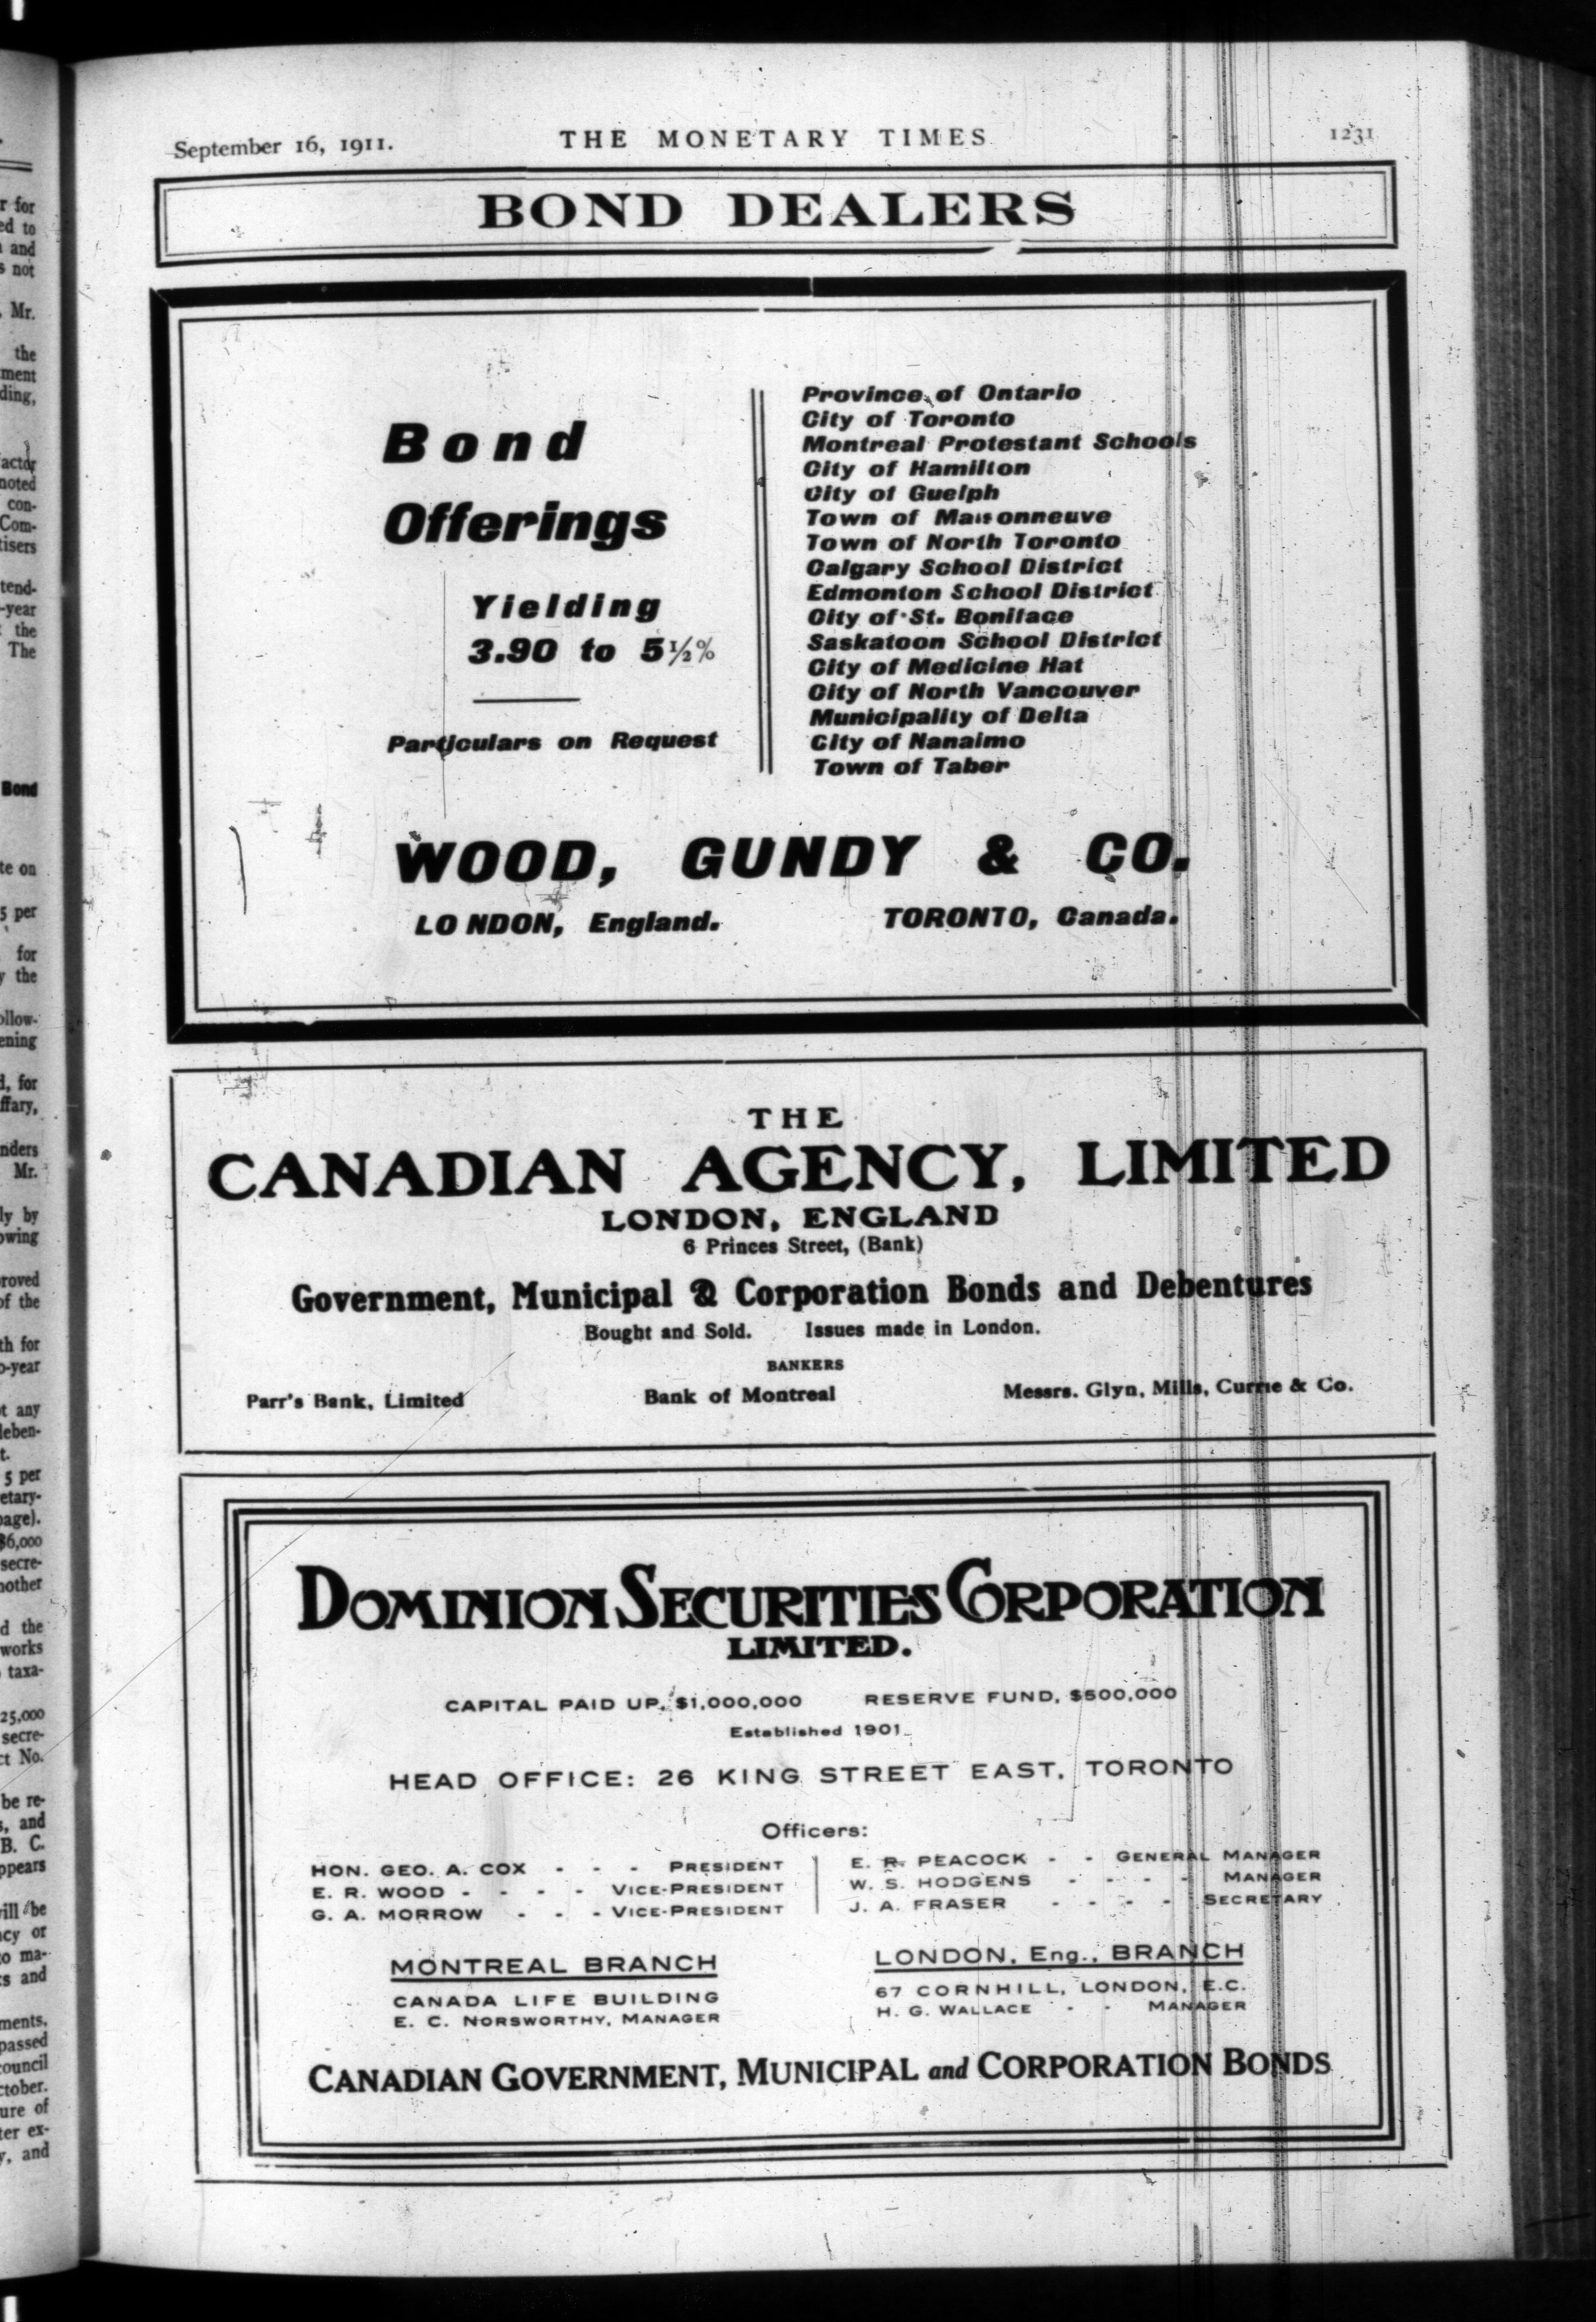 September 16, 1911.
THE MONETARY TIMES
1231
BOND DEALERS
Bond
Offerings
Yielding
3.90 to 5½%
Particulars on Request
Province of Ontario
City of Toronto
Montreal Protestant Schools
City of Hamilton
City of Guelph
Town of Maisonneuve
Town of North Toronto
Calgary School District
Edmonton School District
City of St. Boniface
Saskatoon School District
City of Medicine Hat
City of North Vancouver
Municipality of Delta
City of Nanaimo
Town of Taber
WOOD, GUNDY & CO.
LONDON, England. TORONTO, Canada.
THE
CANADIAN AGENCY, LIMITED
LONDON, ENGLAND
6 Princes Street, (Bank)
Government, Municipal & Corporation Bonds and Debentures
Bought and Sold. Issues made in London.
BANKERS
Parr's Bank, Limited Bank of Montreal Messrs. Glyn, Mills, Currie & Co.
DOMINION SECURITIES CORPORATION
LIMITED.
CAPITAL PAID UP, $1,000,000 RESERVE FUND, $500,000
Established 1901
HEAD OFFICE: 26 KING STREET EAST, TORONTO
Officers:
HON. GEO. A. COX - - - PRESIDENT
E. R. WOOD - - - - VICE-PRESIDENT
G. A. MORROW - - - VICE-PRESIDENT
E. R. PEACOCK - - GENERAL MANAGER
W. S. HODGENS - - - - MANAGER
J. A. FRASER - - - - SECRETARY
MONTREAL BRANCH
CANADA LIFE BUILDING
E. C. NORSWORTHY, MANAGER
LONDON, Eng., BRANCH
67 CORNHILL, LONDON, E.C.
H. G. WALLACE - - MANAGER
CANADIAN GOVERNMENT, MUNICIPAL and CORPORATION BONDS